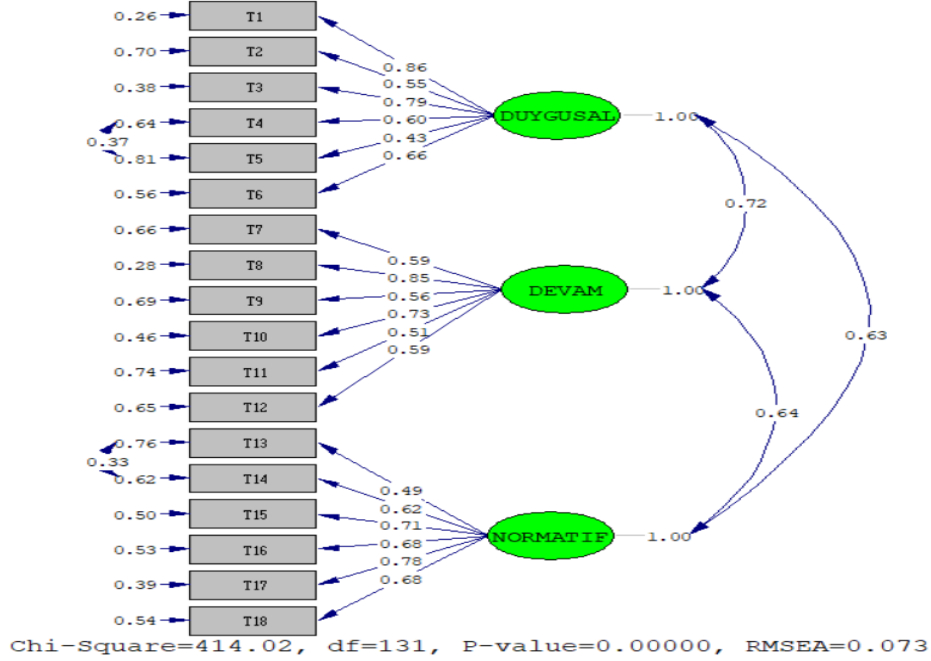 0.26 T1
0.86
0.70 T2
0.55
0.38 T3
0.79
0.64 T4
0.60
DUYGUSAL 1.00
0.37
0.81 T5
0.43
0.66
0.56 T6
0.72
0.66 T7
0.59
0.28 T8
0.85
DEVAM 1.00
0.69 T9
0.56
0.73
0.46 T10
0.51
0.63
0.59
0.74 T11
0.65 T12
0.64
0.76 T13
0.33
0.62 T14
0.49
0.62
0.50 T15
0.71
NORMATIF 1.00
0.53 T16
0.68
0.78
0.39 T17
0.68
0.54 T18
Chi-Square=414.02, df=131, P-value=0.00000, RMSEA=0.073